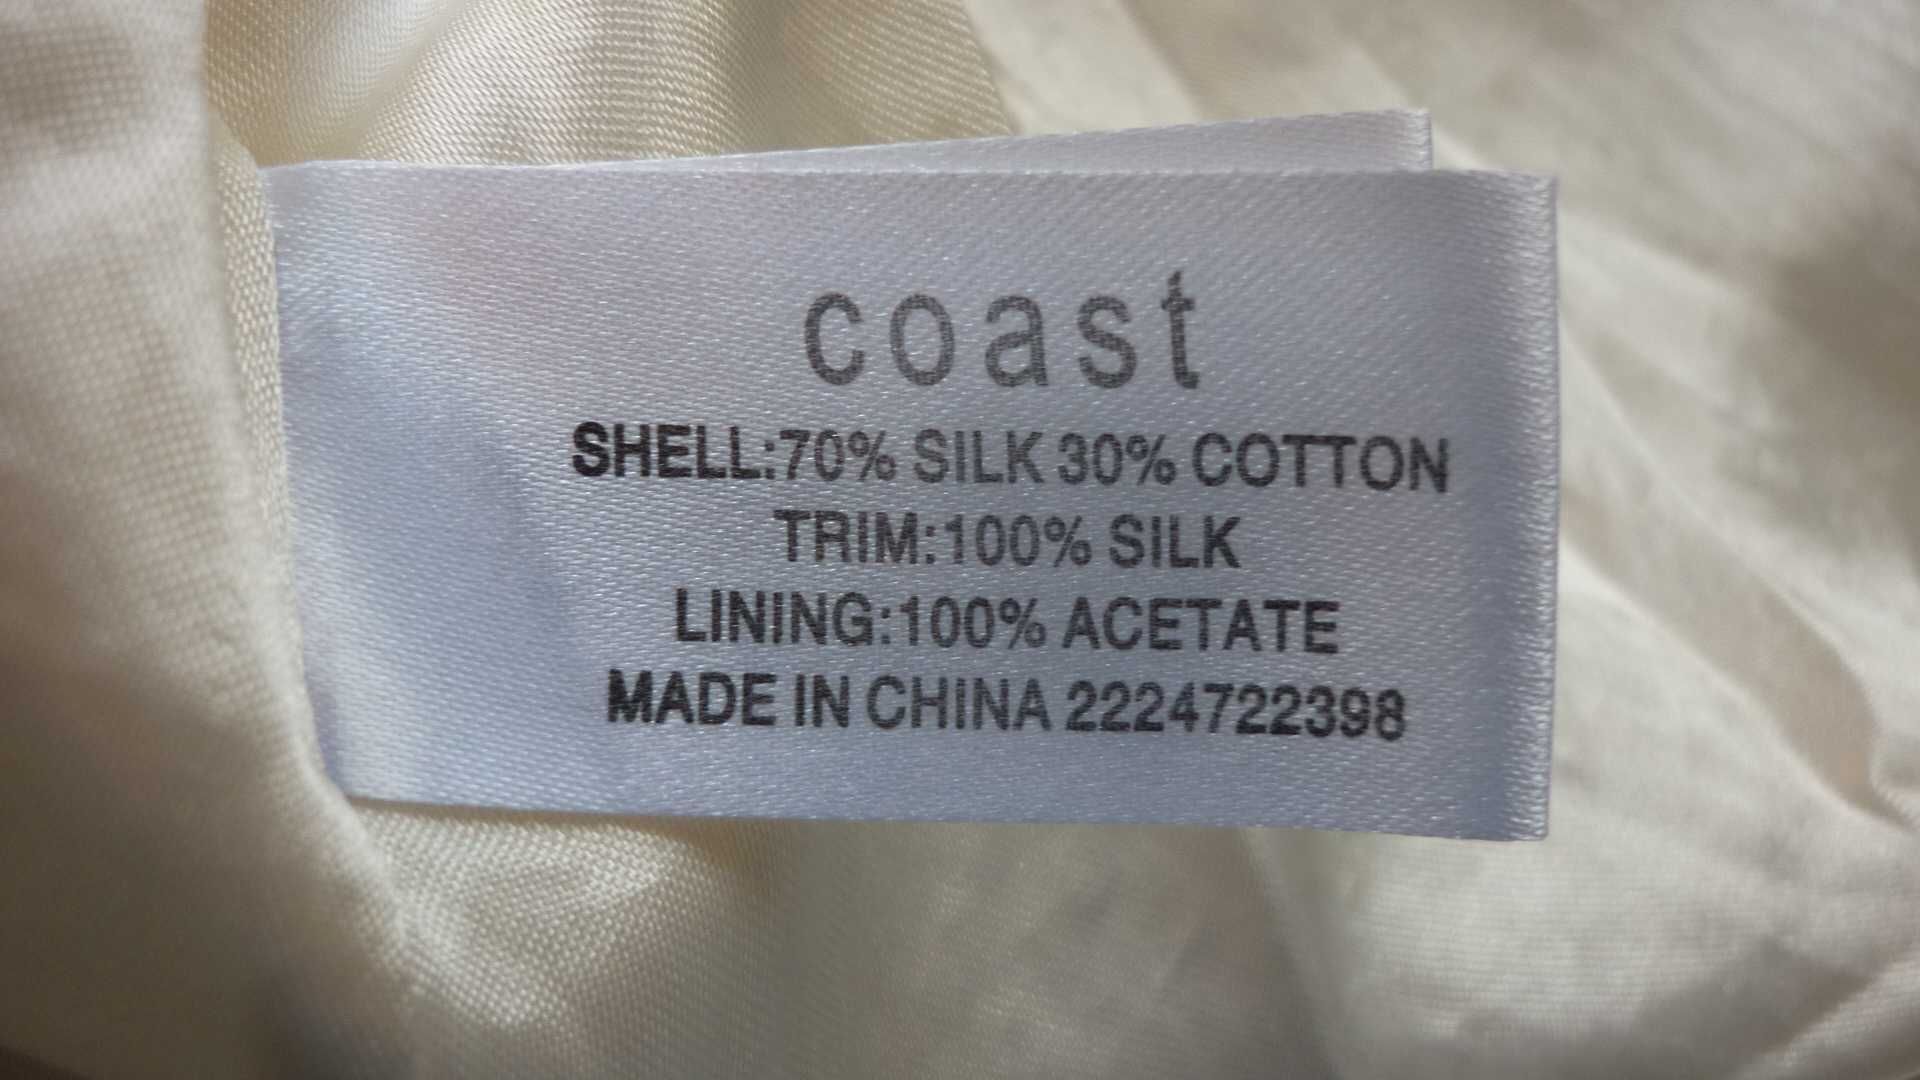 coast
SHELL:70% SILK 30% COTTON
TRIM:100% SILK
LINING:100% ACETATE
MADE IN CHINA 2224722398